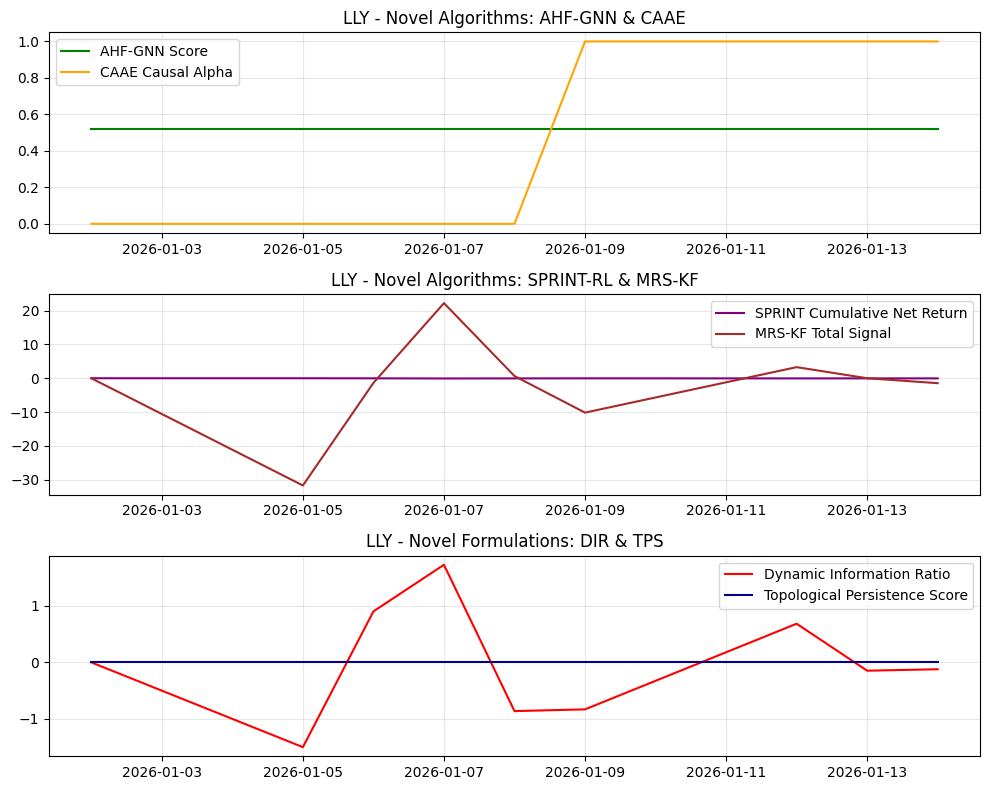 LLY - Novel Algorithms: AHF-GNN & CAAE
AHF-GNN Score
CAAE Causal Alpha
1.0
0.8
0.6
0.4
0.2
0.0
2026-01-03 2026-01-05 2026-01-07 2026-01-09 2026-01-11 2026-01-13
LLY - Novel Algorithms: SPRINT-RL & MRS-KF
SPRINT Cumulative Net Return
MRS-KF Total Signal
20
10
0
−10
−20
−30
2026-01-03 2026-01-05 2026-01-07 2026-01-09 2026-01-11 2026-01-13
LLY - Novel Formulations: DIR & TPS
Dynamic Information Ratio
Topological Persistence Score
1
0
−1
2026-01-03 2026-01-05 2026-01-07 2026-01-09 2026-01-11 2026-01-13